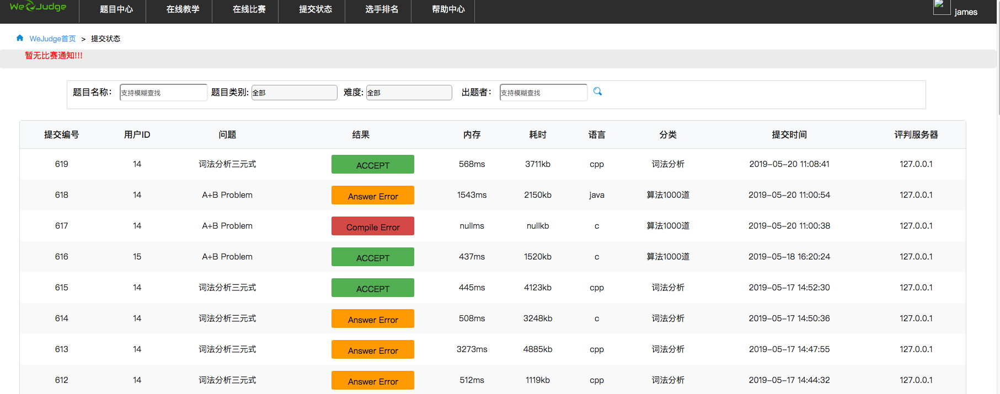 WeJudge 题目中心 在线教学 在线比赛 提交状态 选手排名 帮助中心 james
WeJudge首页 > 提交状态
暂无比赛通知!!!
题目名称： 支持模糊查找 题目类别: 全部 难度: 全部 出题者： 支持模糊查找
提交编号 用户ID 问题 结果 内存 耗时 语言 分类 提交时间 评判服务器
619 14 词法分析三元式 ACCEPT 568ms 3711kb cpp 词法分析 2019-05-20 11:08:41 127.0.0.1
618 14 A+B Problem Answer Error 1543ms 2150kb java 算法1000道 2019-05-20 11:00:54 127.0.0.1
617 14 A+B Problem Compile Error nullms nullkb c 算法1000道 2019-05-20 11:00:38 127.0.0.1
616 15 A+B Problem ACCEPT 437ms 1520kb c 算法1000道 2019-05-18 16:20:24 127.0.0.1
615 14 词法分析三元式 ACCEPT 445ms 4123kb cpp 词法分析 2019-05-17 14:52:30 127.0.0.1
614 14 词法分析三元式 Answer Error 508ms 3248kb c 词法分析 2019-05-17 14:50:36 127.0.0.1
613 14 词法分析三元式 Answer Error 3273ms 4885kb cpp 词法分析 2019-05-17 14:47:55 127.0.0.1
612 14 词法分析三元式 Answer Error 512ms 1119kb cpp 词法分析 2019-05-17 14:44:32 127.0.0.1